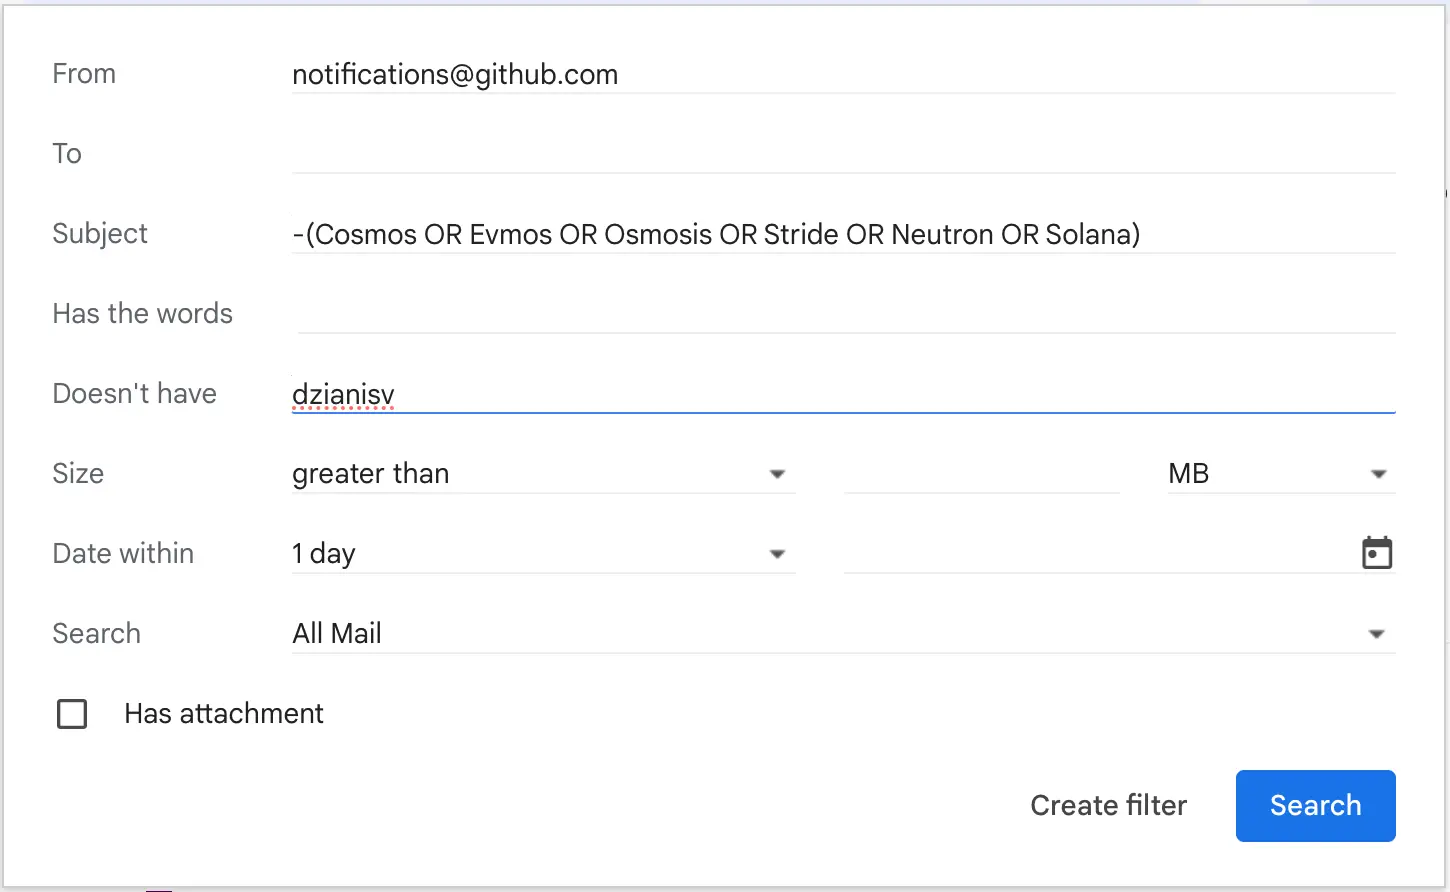 From notifications@github.com
To
Subject -(Cosmos OR Evmos OR Osmosis OR Stride OR Neutron OR Solana)
Has the words
Doesn't have dzianisv
Size greater than MB
Date within 1 day
Search All Mail
Has attachment
Create filter Search